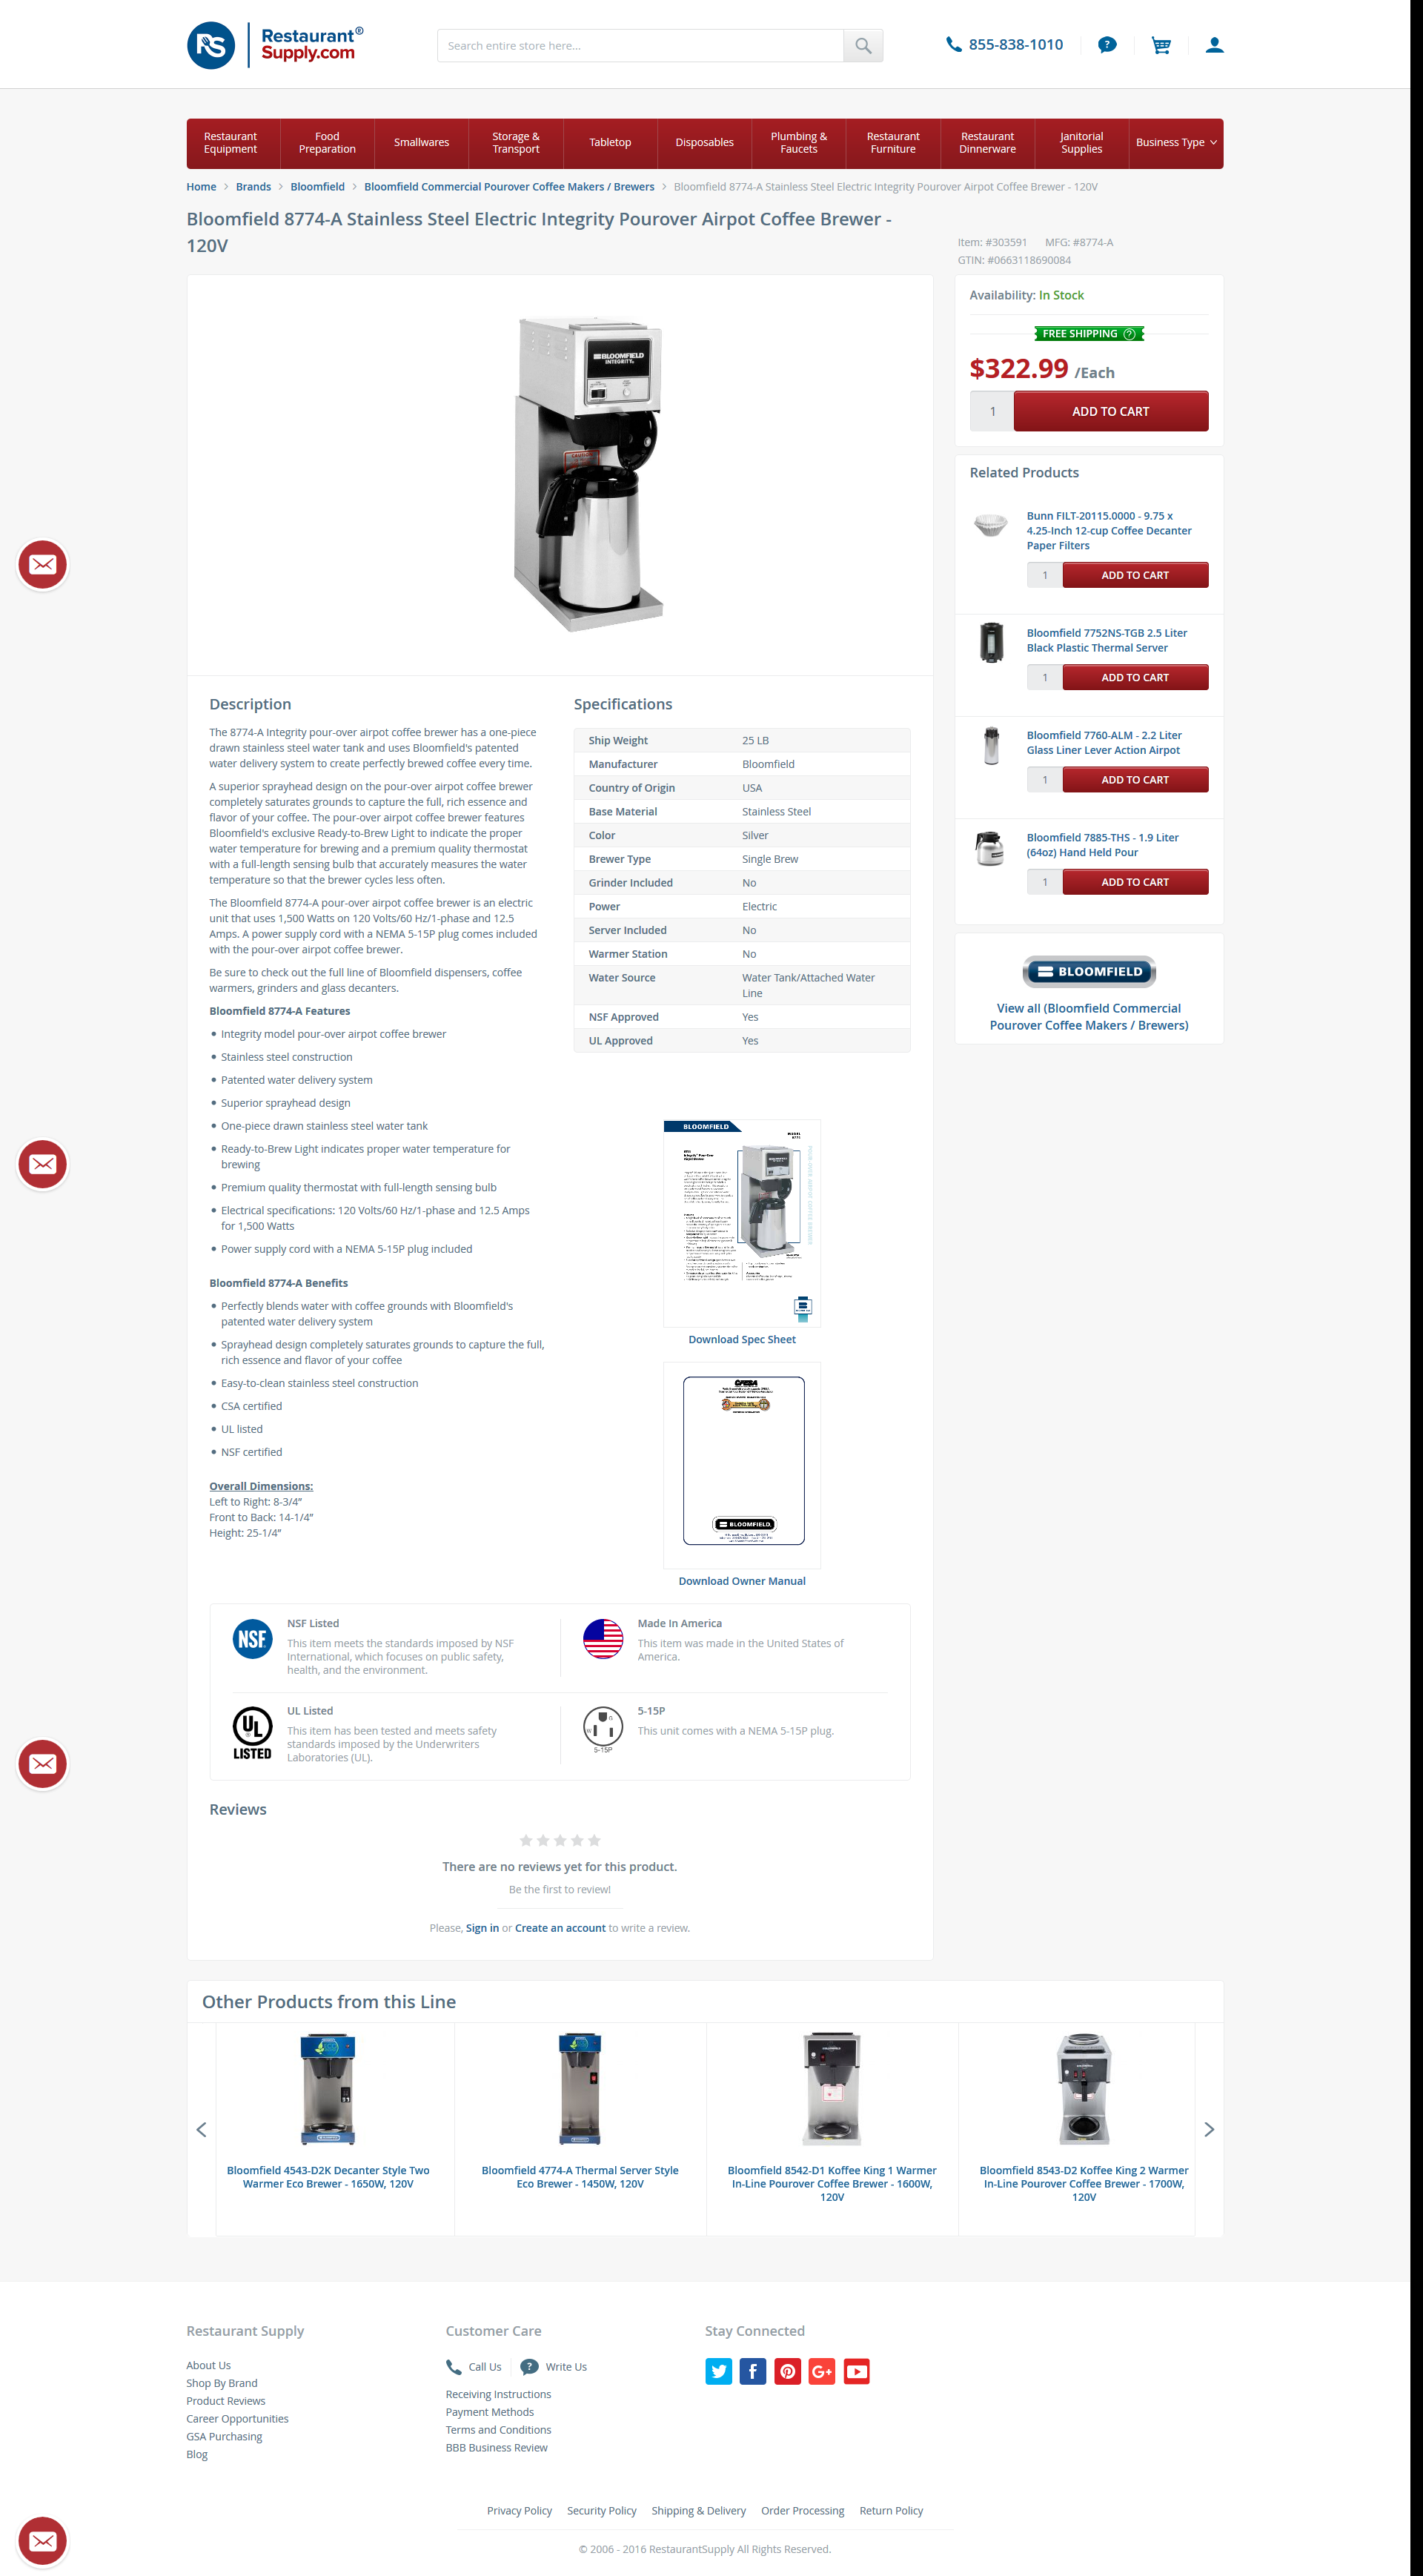 RS
Restaurant®
Supply.com
Search entire store here...
855-838-1010
Restaurant
Equipment
Food
Preparation
Smallwares
Storage &
Transport
Tabletop
Disposables
Plumbing &
Faucets
Restaurant
Furniture
Restaurant
Dinnerware
Janitorial
Supplies
Business Type
Home > Brands > Bloomfield > Bloomfield Commercial Pourover Coffee Makers / Brewers > Bloomfield 8774-A Stainless Steel Electric Integrity Pourover Airpot Coffee Brewer - 120V
Bloomfield 8774-A Stainless Steel Electric Integrity Pourover Airpot Coffee Brewer -
120V
Item: #303591 MFG: #8774-A
GTIN: #0663118690084
BLOOMFIELD
INTEGRITY
CAUTION
Availability: In Stock
FREE SHIPPING ?
$322.99 /Each
1 ADD TO CART
Related Products
Bunn FILT-20115.0000 - 9.75 x
4.25-Inch 12-cup Coffee Decanter
Paper Filters
1 ADD TO CART
Bloomfield 7752NS-TGB 2.5 Liter
Black Plastic Thermal Server
1 ADD TO CART
Bloomfield 7760-ALM - 2.2 Liter
Glass Liner Lever Action Airpot
1 ADD TO CART
Bloomfield 7885-THS - 1.9 Liter
(64oz) Hand Held Pour
1 ADD TO CART
BLOOMFIELD
View all (Bloomfield Commercial
Pourover Coffee Makers / Brewers)
Description
The 8774-A Integrity pour-over airpot coffee brewer has a one-piece
drawn stainless steel water tank and uses Bloomfield's patented
water delivery system to create perfectly brewed coffee every time.
A superior sprayhead design on the pour-over airpot coffee brewer
completely saturates grounds to capture the full, rich essence and
flavor of your coffee. The pour-over airpot coffee brewer features
Bloomfield's exclusive Ready-to-Brew Light to indicate the proper
water temperature for brewing and a premium quality thermostat
with a full-length sensing bulb that accurately measures the water
temperature so that the brewer cycles less often.
The Bloomfield 8774-A pour-over airpot coffee brewer is an electric
unit that uses 1,500 Watts on 120 Volts/60 Hz/1-phase and 12.5
Amps. A power supply cord with a NEMA 5-15P plug comes included
with the pour-over airpot coffee brewer.
Be sure to check out the full line of Bloomfield dispensers, coffee
warmers, grinders and glass decanters.
Bloomfield 8774-A Features
• Integrity model pour-over airpot coffee brewer
• Stainless steel construction
• Patented water delivery system
• Superior sprayhead design
• One-piece drawn stainless steel water tank
• Ready-to-Brew Light indicates proper water temperature for
brewing
• Premium quality thermostat with full-length sensing bulb
• Electrical specifications: 120 Volts/60 Hz/1-phase and 12.5 Amps
for 1,500 Watts
• Power supply cord with a NEMA 5-15P plug included
Bloomfield 8774-A Benefits
• Perfectly blends water with coffee grounds with Bloomfield's
patented water delivery system
• Sprayhead design completely saturates grounds to capture the full,
rich essence and flavor of your coffee
• Easy-to-clean stainless steel construction
• CSA certified
• UL listed
• NSF certified
Overall Dimensions:
Left to Right: 8-3/4"
Front to Back: 14-1/4"
Height: 25-1/4"
Specifications
Ship Weight 25 LB
Manufacturer Bloomfield
Country of Origin USA
Base Material Stainless Steel
Color Silver
Brewer Type Single Brew
Grinder Included No
Power Electric
Server Included No
Warmer Station No
Water Source Water Tank/Attached Water
Line
NSF Approved Yes
UL Approved Yes
BLOOMFIELD
Download Spec Sheet
CFESA
BLOOMFIELD
Download Owner Manual
NSF
NSF Listed
This item meets the standards imposed by NSF
International, which focuses on public safety,
health, and the environment.
Made In America
This item was made in the United States of
America.
UL
LISTED
UL Listed
This item has been tested and meets safety
standards imposed by the Underwriters
Laboratories (UL).
5-15P
5-15P
This unit comes with a NEMA 5-15P plug.
Reviews
There are no reviews yet for this product.
Be the first to review!
Please, Sign in or Create an account to write a review.
Other Products from this Line
Bloomfield 4543-D2K Decanter Style Two
Warmer Eco Brewer - 1650W, 120V
Bloomfield 4774-A Thermal Server Style
Eco Brewer - 1450W, 120V
Bloomfield 8542-D1 Koffee King 1 Warmer
In-Line Pourover Coffee Brewer - 1600W,
120V
Bloomfield 8543-D2 Koffee King 2 Warmer
In-Line Pourover Coffee Brewer - 1700W,
120V
Restaurant Supply
About Us
Shop By Brand
Product Reviews
Career Opportunities
GSA Purchasing
Blog
Customer Care
Call Us
Write Us
Receiving Instructions
Payment Methods
Terms and Conditions
BBB Business Review
Stay Connected
Privacy Policy Security Policy Shipping & Delivery Order Processing Return Policy
© 2006 - 2016 RestaurantSupply All Rights Reserved.